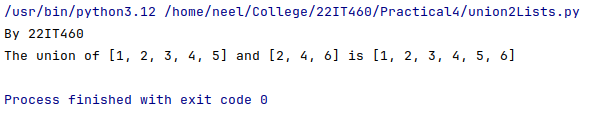 /usr/bin/python3.12 /home/neel/College/22IT460/Practical4/union2Lists.py
By 22IT460
The union of [1, 2, 3, 4, 5] and [2, 4, 6] is [1, 2, 3, 4, 5, 6]
Process finished with exit code 0